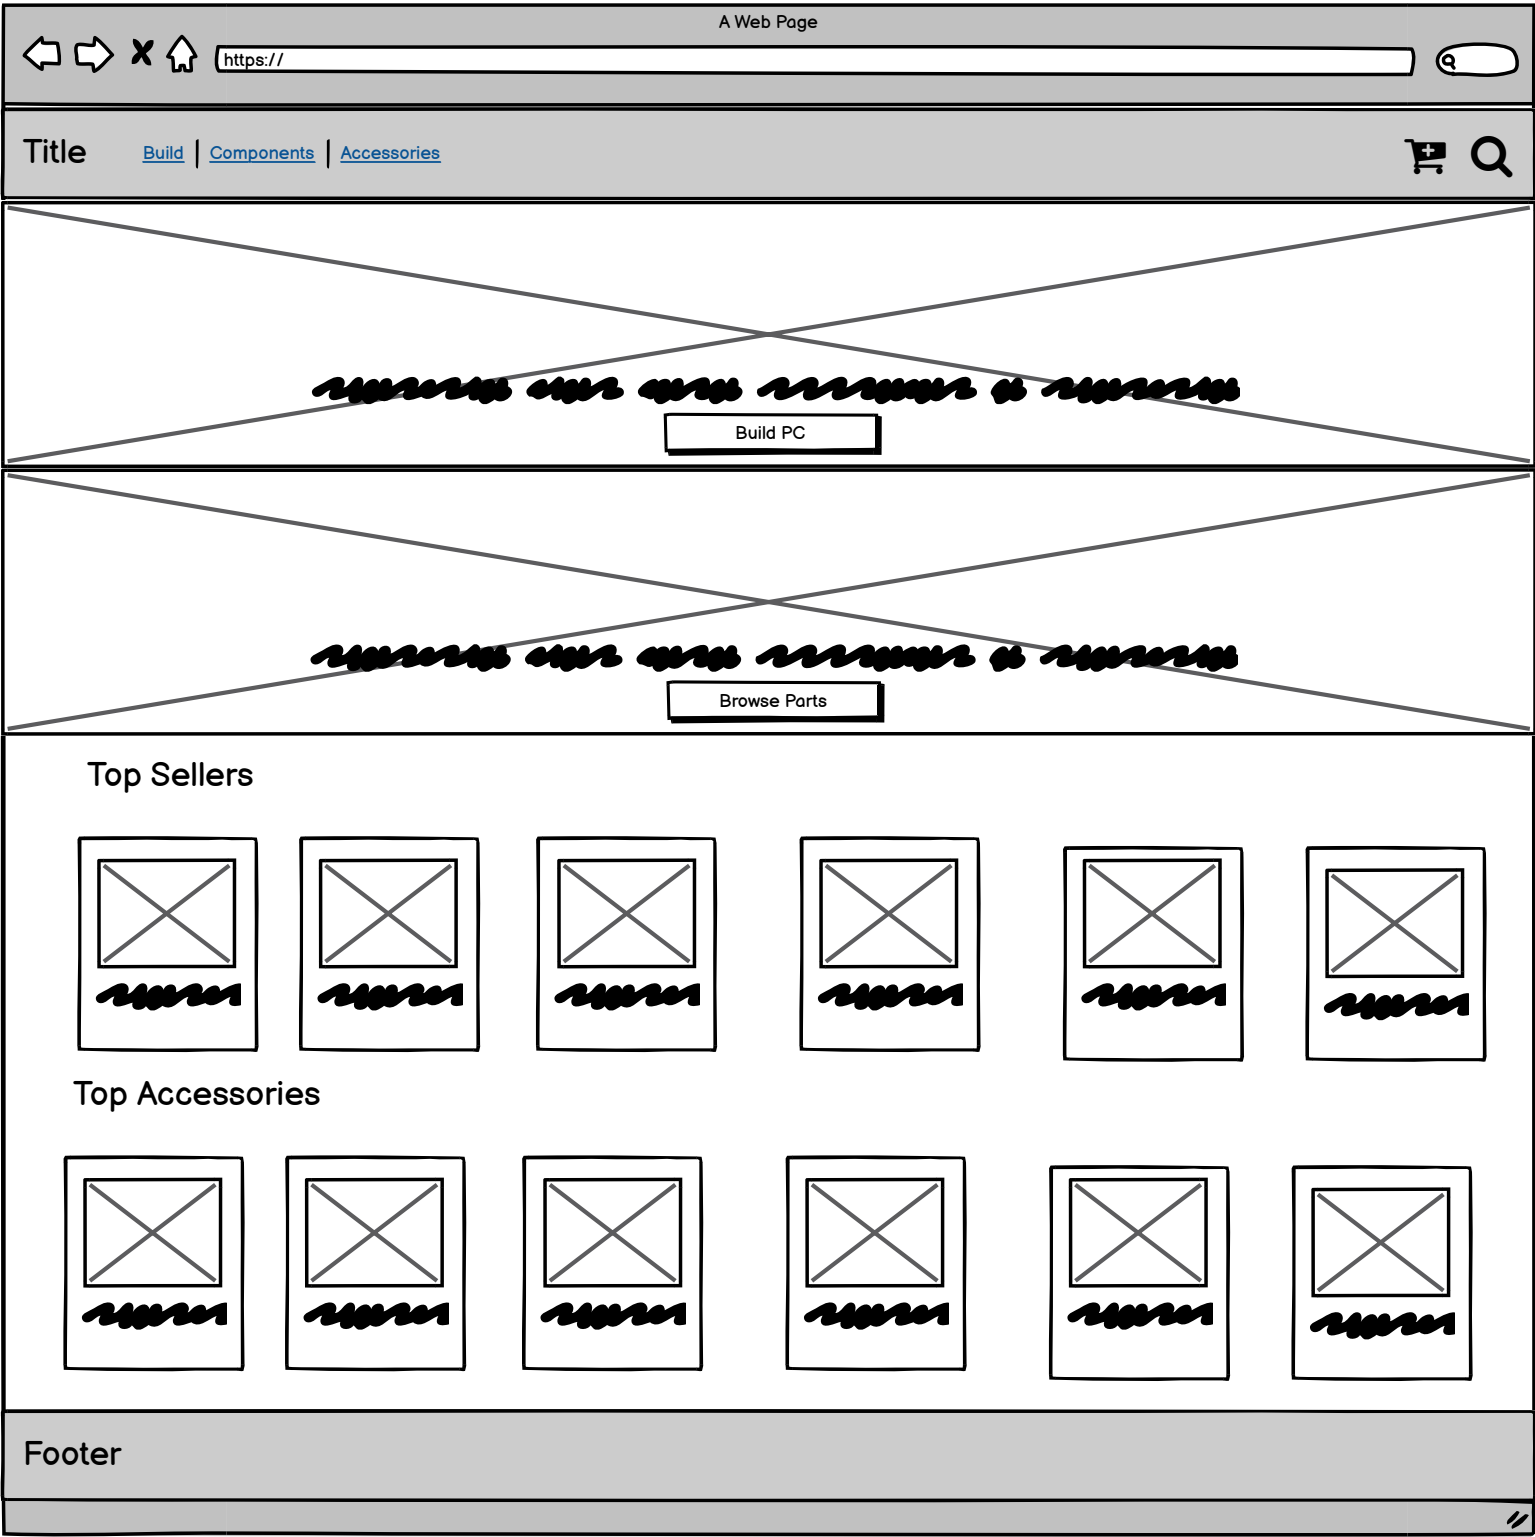 A Web Page
https://
Title Build | Components | Accessories
Build PC
Browse Parts
Top Sellers
Top Accessories
Footer